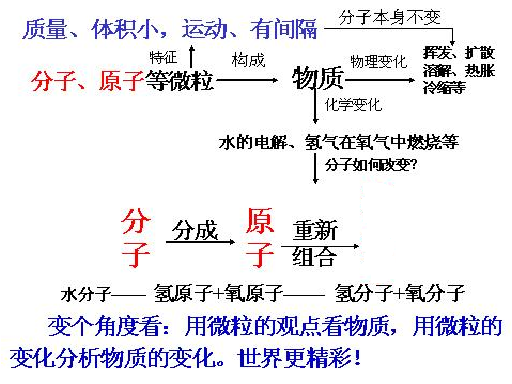 分子本身不变
质量、体积小，运动、有间隔
特征
构成
物理变化
挥发、扩散
溶解、热胀
冷缩等
分子、原子等微粒
物质
化学变化
水的电解、氢气在氧气中燃烧等
分子如何改变?
分子
分成
原子
重新
组合
水分子—— 氢原子+氧原子—— 氢分子+氧分子
变个角度看：用微粒的观点看物质，用微粒的
变化分析物质的变化。世界更精彩！